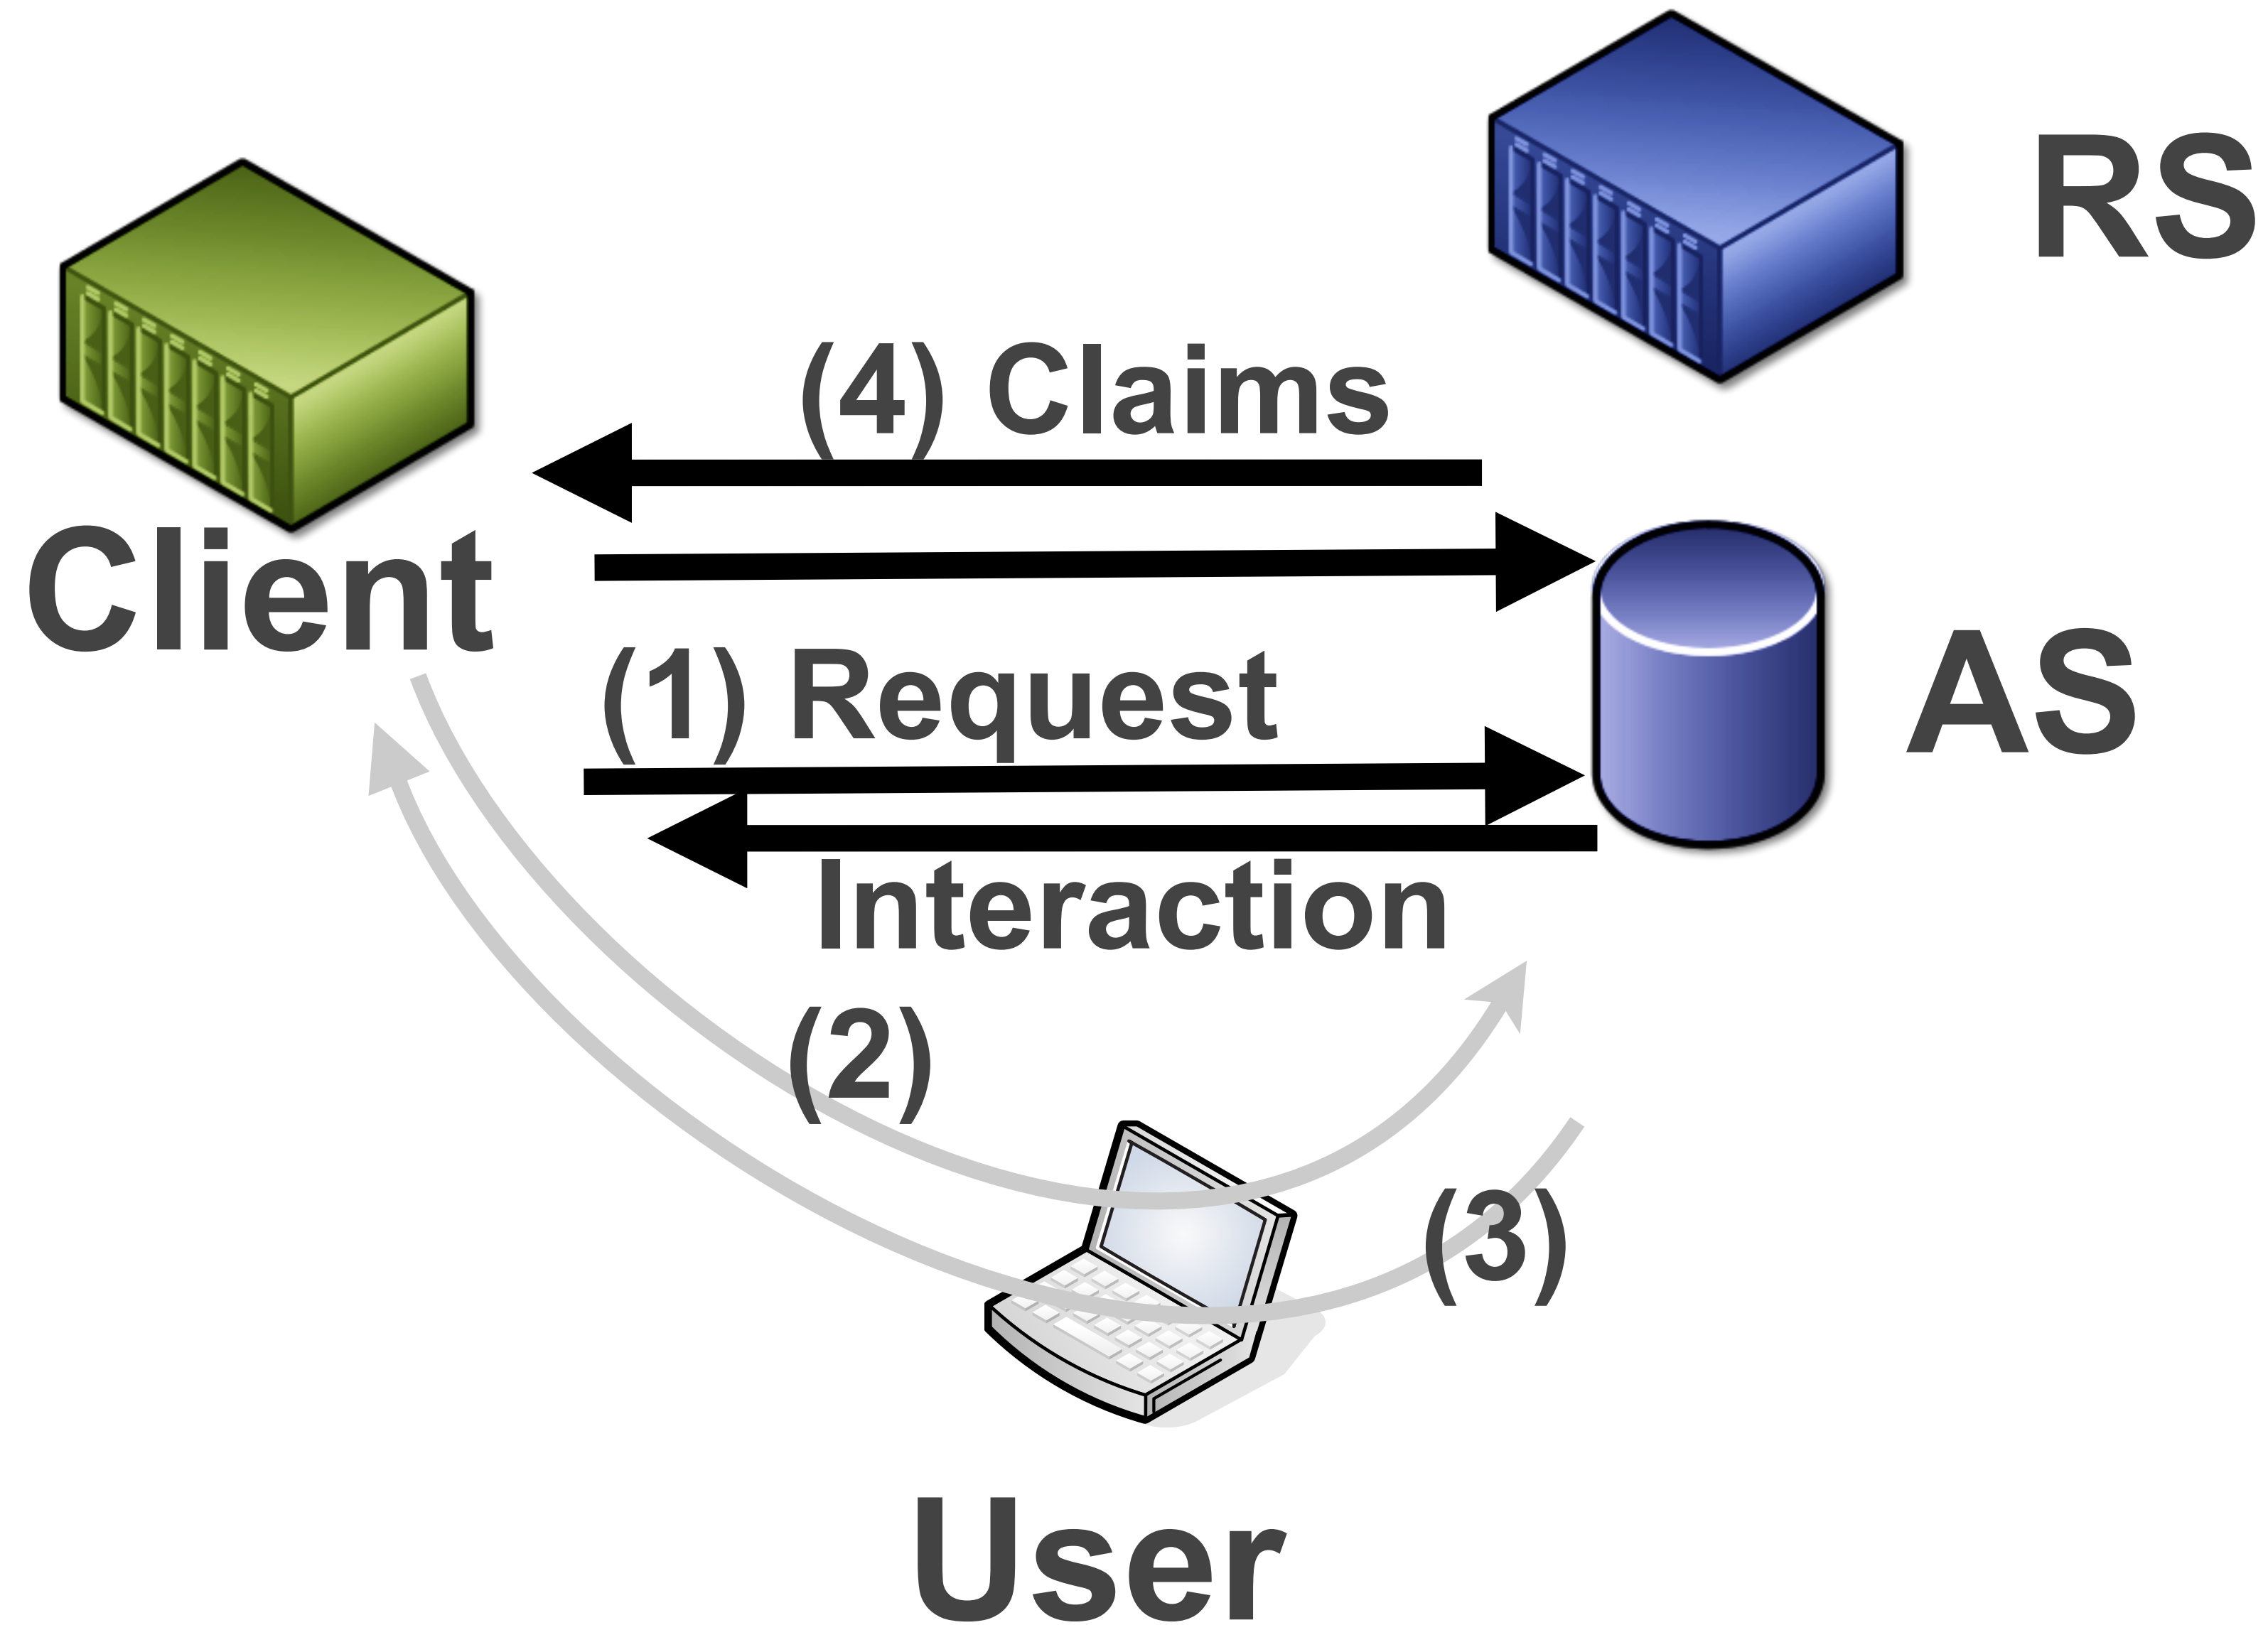 RS
(4) Claims
Client
(1) Request
AS
Interaction
(2)
(3)
User